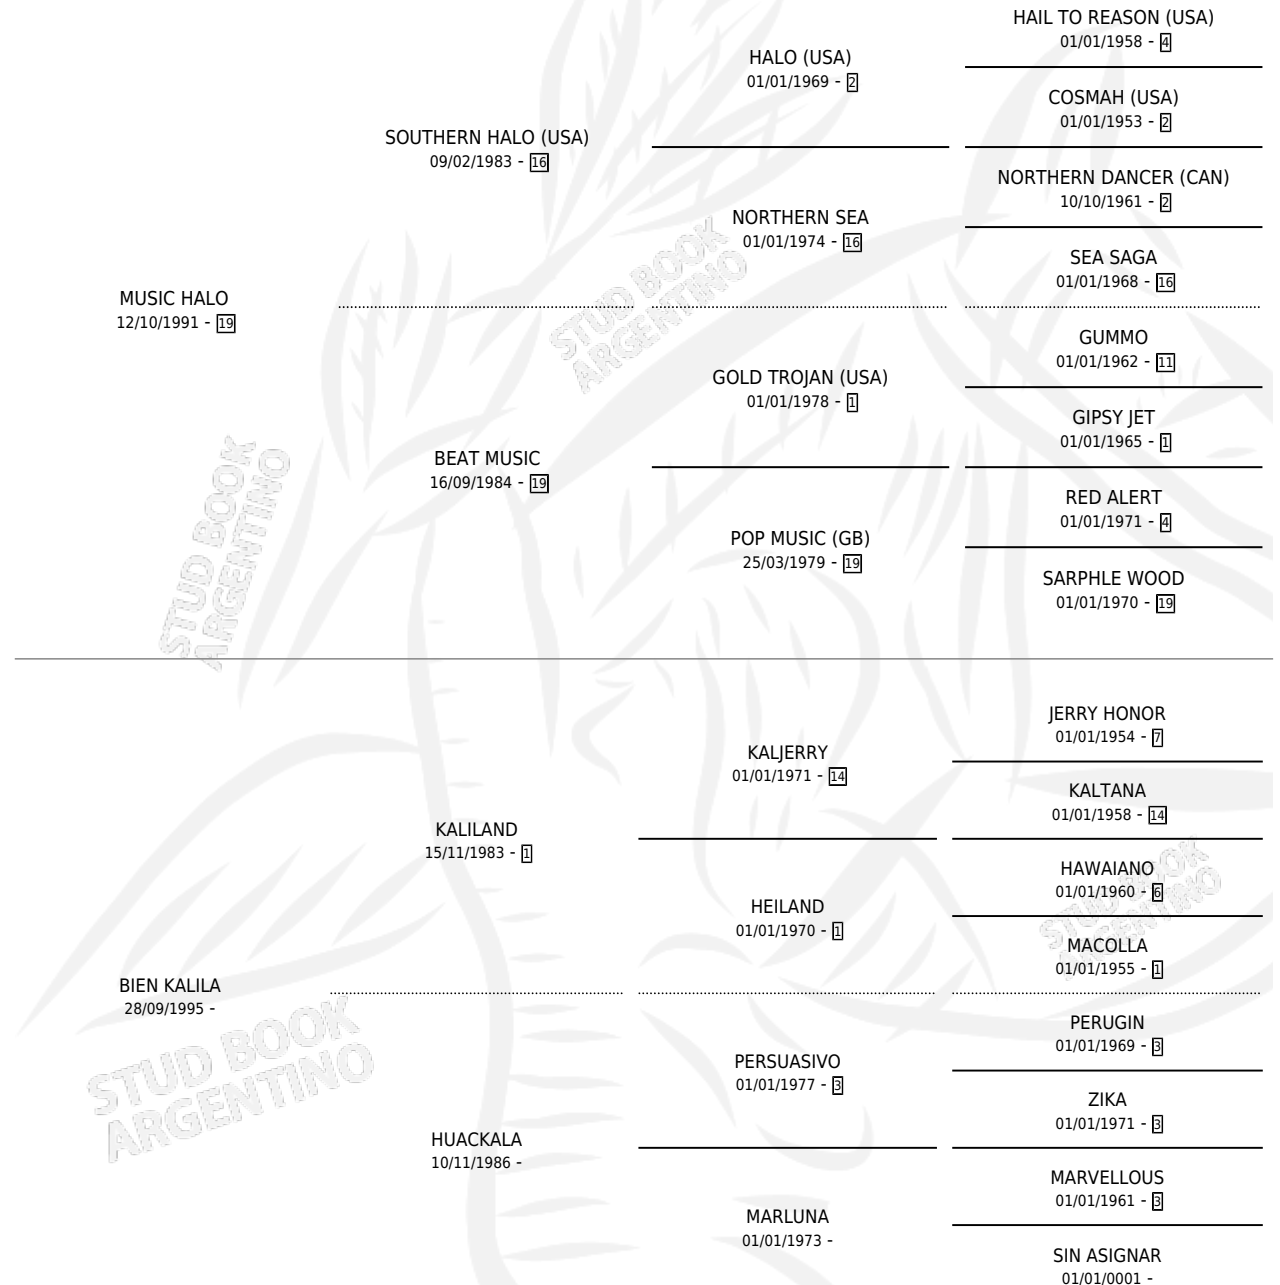 HAIL TO REASON (USA)
01/01/1958 - 4
HALO (USA)
01/01/1969 - 2
COSMAH (USA)
01/01/1953 - 2
SOUTHERN HALO (USA)
09/02/1983 - 16
NORTHERN DANCER (CAN)
10/10/1961 - 2
NORTHERN SEA
01/01/1974 - 16
SEA SAGA
01/01/1968 - 16
MUSIC HALO
12/10/1991 - 19
GUMMO
01/01/1962 - 11
GOLD TROJAN (USA)
01/01/1978 - 1
GIPSY JET
01/01/1965 - 1
BEAT MUSIC
16/09/1984 - 19
RED ALERT
01/01/1971 - 4
POP MUSIC (GB)
25/03/1979 - 19
SARPHLE WOOD
01/01/1970 - 19
JERRY HONOR
01/01/1954 - 7
KALJERRY
01/01/1971 - 14
KALTANA
01/01/1958 - 14
KALILAND
15/11/1983 - 1
HAWAIANO
01/01/1960 - 6
HEILAND
01/01/1970 - 1
MACOLLA
01/01/1955 - 1
BIEN KALILA
28/09/1995 -
PERUGIN
01/01/1969 - 3
PERSUASIVO
01/01/1977 - 3
ZIKA
01/01/1971 - 3
HUACKALA
10/11/1986 -
MARVELLOUS
01/01/1961 - 3
MARLUNA
01/01/1973 -
SIN ASIGNAR
01/01/0001 -
STUD BOOK
ARGENTINO
STUD BOOK
ARGENTINO
STUD BOOK
ARGENTINO
STUD BOOK
ARGENTINO